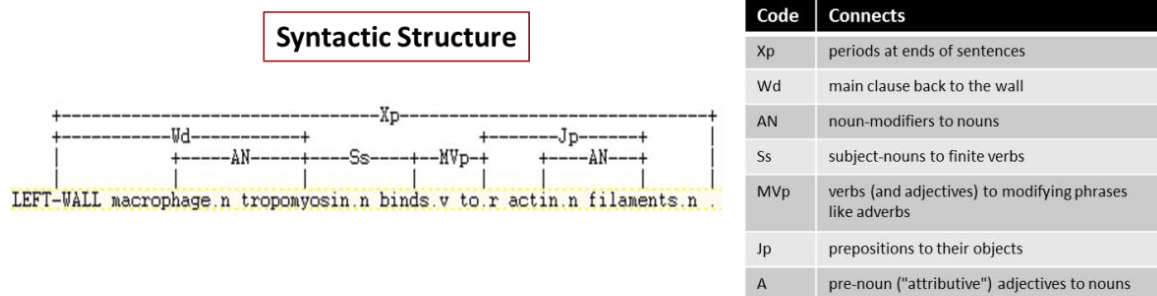 Syntactic Structure
+---------------------------------Xp---------------------------------+
+-----------Wd-----------+                  +-------Jp-------+
|            +-----AN-----+-----Ss-----+--MVp-+      +----AN---+      |
|            |            |            |      |      |         |      |
LEFT-WALL macrophage.n tropomyosin.n binds.v to.r actin.n filaments.n .
Code Connects
Xp periods at ends of sentences
Wd main clause back to the wall
AN noun-modifiers to nouns
Ss subject-nouns to finite verbs
MVp verbs (and adjectives) to modifying phrases
like adverbs
Jp prepositions to their objects
A pre-noun ("attributive") adjectives to nouns